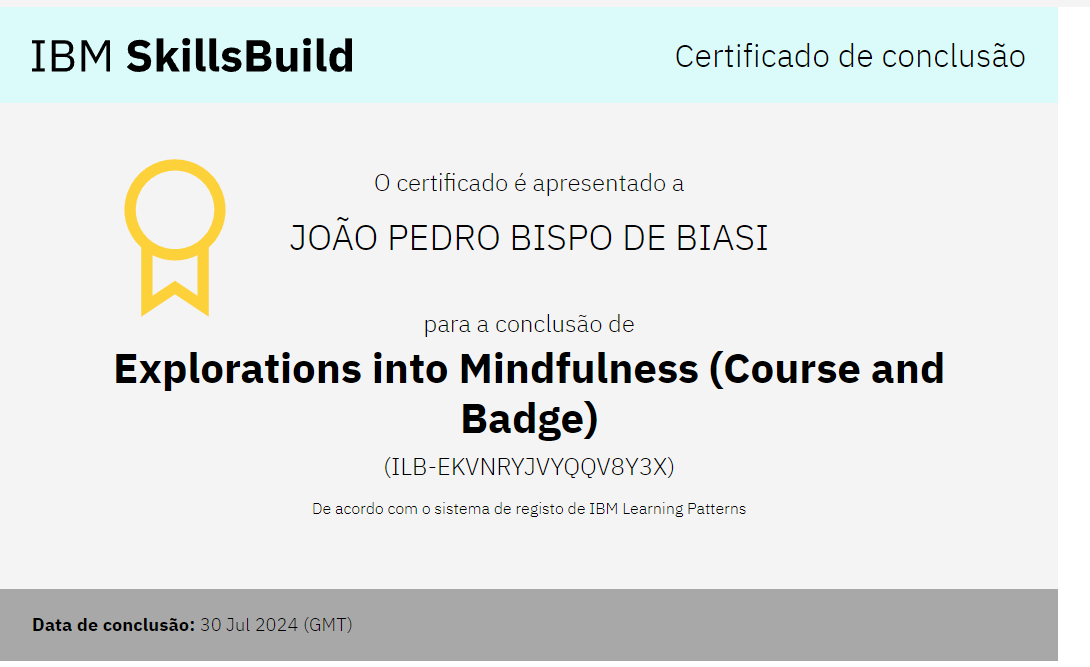 IBM SkillsBuild
Certificado de conclusão
O certificado é apresentado a
JOÃO PEDRO BISPO DE BIASI
para a conclusão de
Explorations into Mindfulness (Course and
Badge)
(ILB-EKVNRYJVYQQV8Y3X)
De acordo com o sistema de registo de IBM Learning Patterns
Data de conclusão: 30 Jul 2024 (GMT)